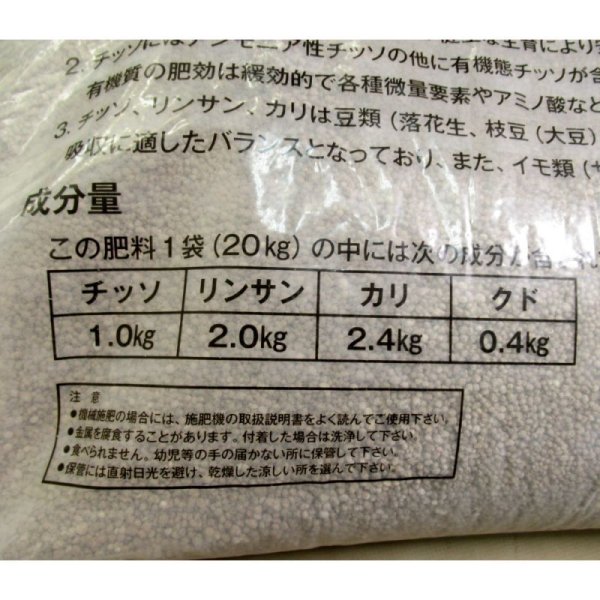 2. チッソにはアンモニア性チッソの他に有機態チッソが含
有機質の肥効は緩効的で各種微量要素やアミノ酸など
3. チッソ、リンサン、カリは豆類(落花生、枝豆(大豆)
吸収に適したバランスとなっており、また、イモ類(サ
成分量
この肥料1袋(20kg)の中には次の成分が含
チッソ リンサン カリ クド
1.0kg 2.0kg 2.4kg 0.4kg
注 意
●機械施肥の場合には、施肥機の取扱説明書をよく読んでご使用下さい。
●金属を腐食することがあります。付着した場合は洗浄して下さい。
●食べられません。幼児等の手の届かない所に保管して下さい。
●保管には直射日光を避け、乾燥した涼しい所を選んで下さい。